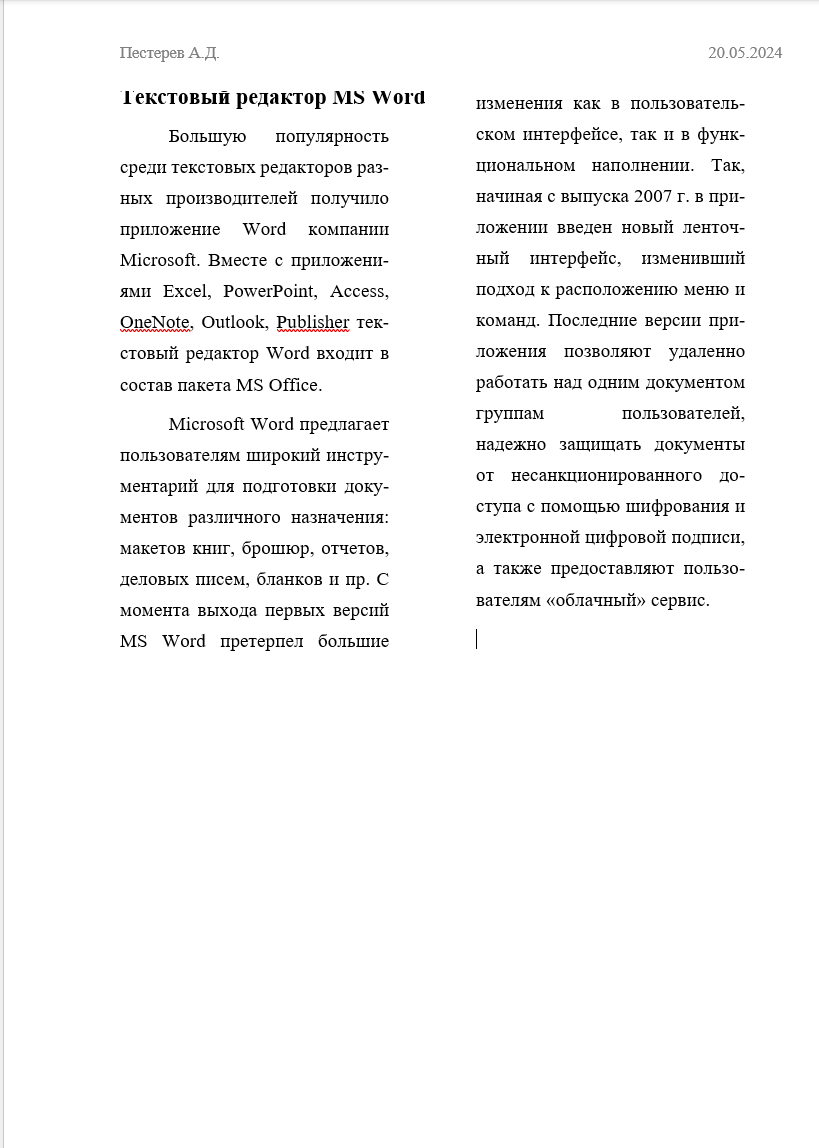 Пестерев А.Д.
20.05.2024
Текстовый редактор MS Word
Большую популярность
среди текстовых редакторов раз-
ных производителей получило
приложение Word компании
Microsoft. Вместе с приложени-
ями Excel, PowerPoint, Access,
OneNote, Outlook, Publisher тек-
стовый редактор Word входит в
состав пакета MS Office.
Microsoft Word предлагает
пользователям широкий инстру-
ментарий для подготовки доку-
ментов различного назначения:
макетов книг, брошюр, отчетов,
деловых писем, бланков и пр. С
момента выхода первых версий
MS Word претерпел большие
изменения как в пользователь-
ском интерфейсе, так и в функ-
циональном наполнении. Так,
начиная с выпуска 2007 г. в при-
ложении введен новый ленточ-
ный интерфейс, изменивший
подход к расположению меню и
команд. Последние версии при-
ложения позволяют удаленно
работать над одним документом
группам пользователей,
надежно защищать документы
от несанкционированного до-
ступа с помощью шифрования и
электронной цифровой подписи,
а также предоставляют пользо-
вателям «облачный» сервис.